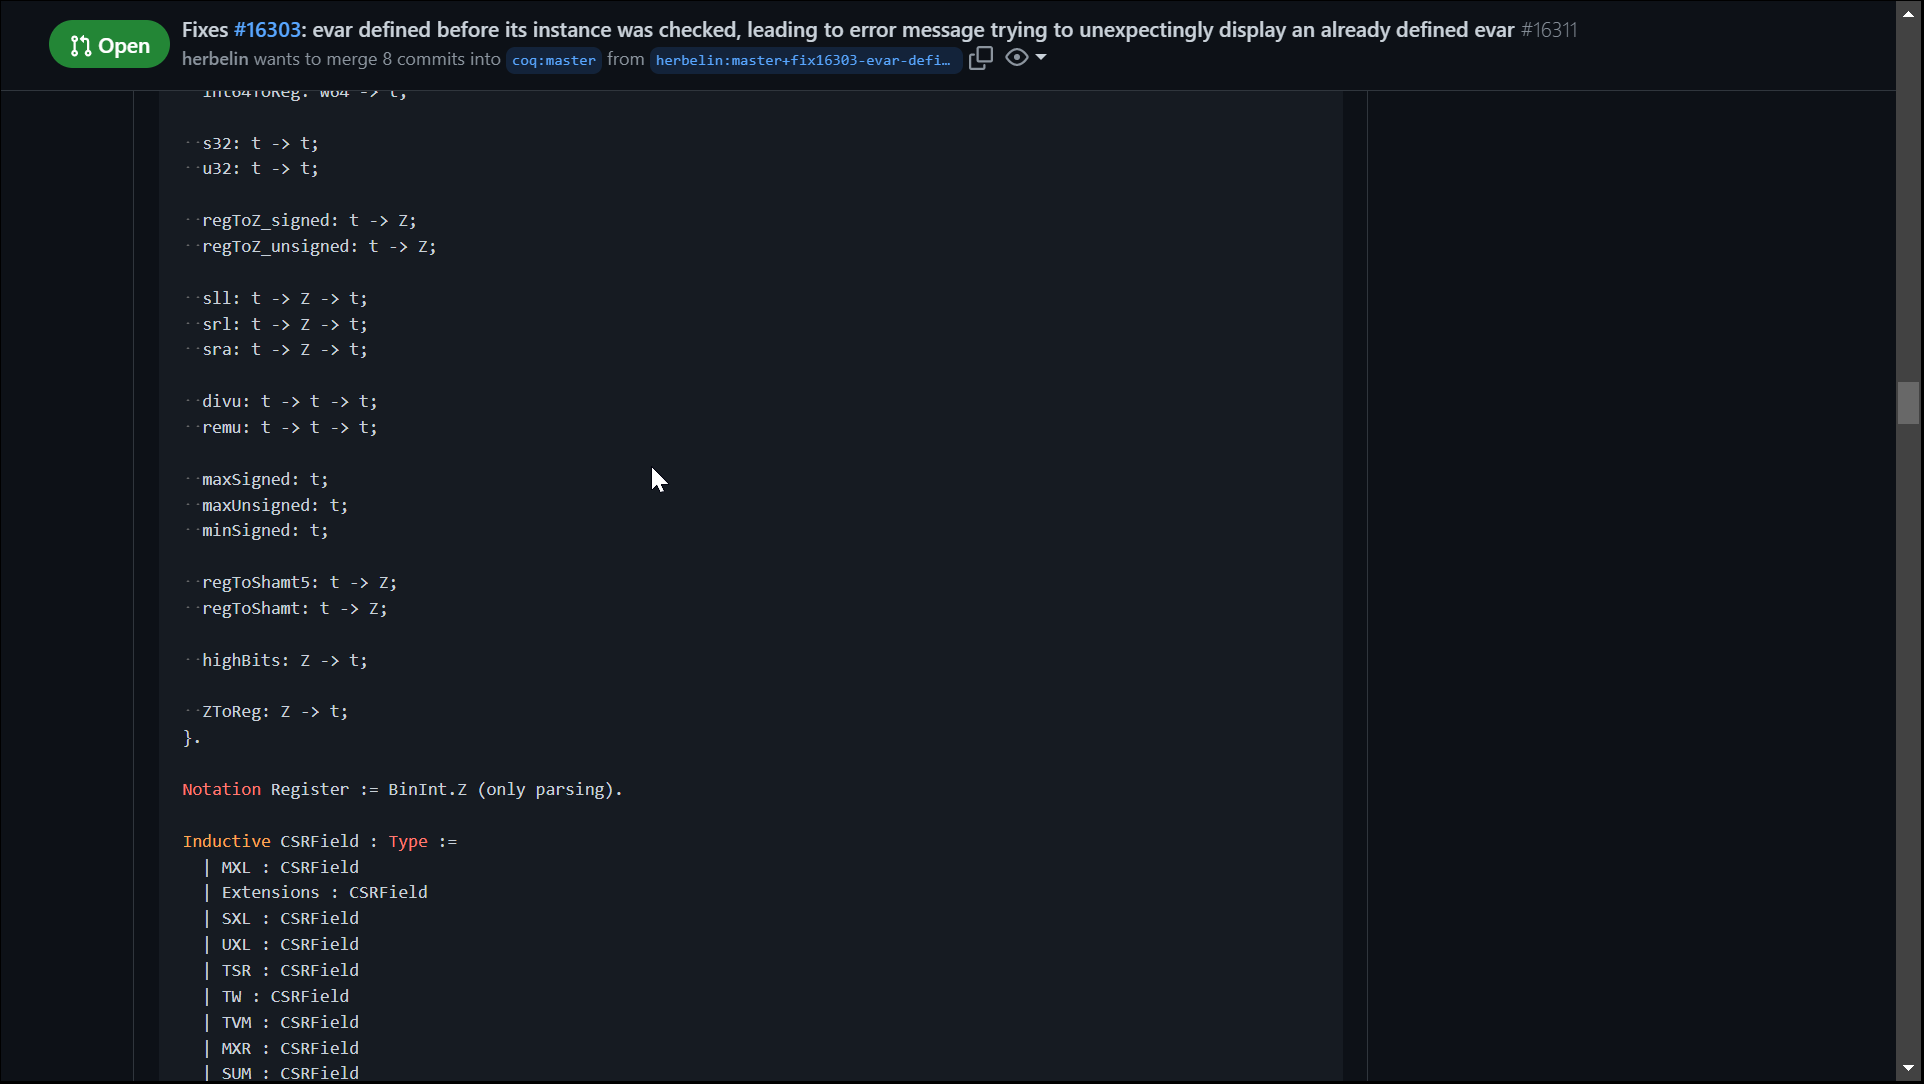 Open
Fixes #16303: evar defined before its instance was checked, leading to error message trying to unexpectingly display an already defined evar #16311
herbelin wants to merge 8 commits into coq:master from herbelin:master+fix16303-evar-defi…
int64ToReg: w64 -> t;
s32: t -> t;
u32: t -> t;
regToZ_signed: t -> Z;
regToZ_unsigned: t -> Z;
sll: t -> Z -> t;
srl: t -> Z -> t;
sra: t -> Z -> t;
divu: t -> t -> t;
remu: t -> t -> t;
maxSigned: t;
maxUnsigned: t;
minSigned: t;
regToShamt5: t -> Z;
regToShamt: t -> Z;
highBits: Z -> t;
ZToReg: Z -> t;
}.
Notation Register := BinInt.Z (only parsing).
Inductive CSRField : Type :=
| MXL : CSRField
| Extensions : CSRField
| SXL : CSRField
| UXL : CSRField
| TSR : CSRField
| TW : CSRField
| TVM : CSRField
| MXR : CSRField
| SUM : CSRField